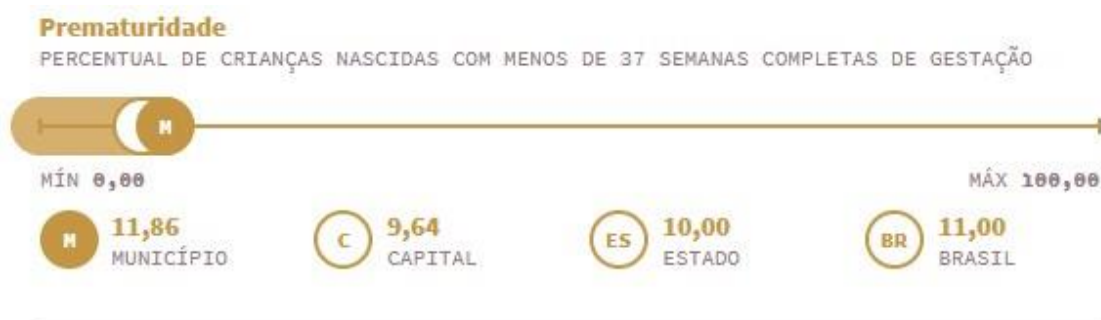 Prematuridade
PERCENTUAL DE CRIANÇAS NASCIDAS COM MENOS DE 37 SEMANAS COMPLETAS DE GESTAÇÃO
M
MÍN 0,00
MÁX 100,00
M 11,86 MUNICÍPIO
C 9,64 CAPITAL
ES 10,00 ESTADO
BR 11,00 BRASIL